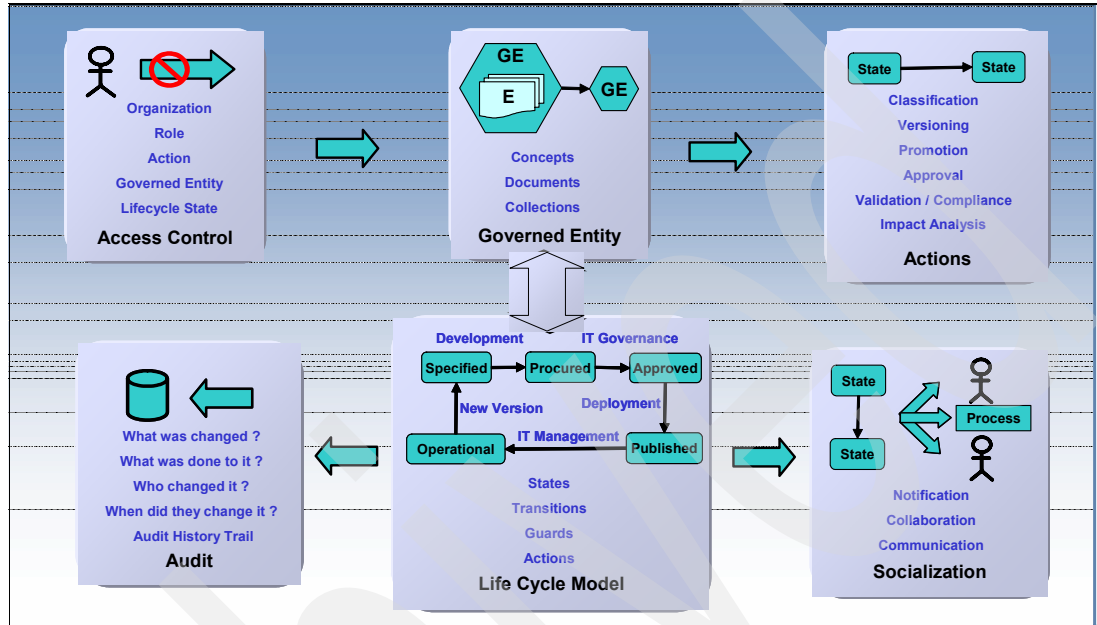 Organization
Role
Action
Governed Entity
Lifecycle State
Access Control
GE
E
GE
Concepts
Documents
Collections
Governed Entity
State
State
Classification
Versioning
Promotion
Approval
Validation / Compliance
Impact Analysis
Actions
What was changed ?
What was done to it ?
Who changed it ?
When did they change it ?
Audit History Trail
Audit
Development
IT Governance
Specified
Procured
Approved
New Version
Deployment
IT Management
Operational
Published
States
Transitions
Guards
Actions
Life Cycle Model
State
Process
State
Notification
Collaboration
Communication
Socialization